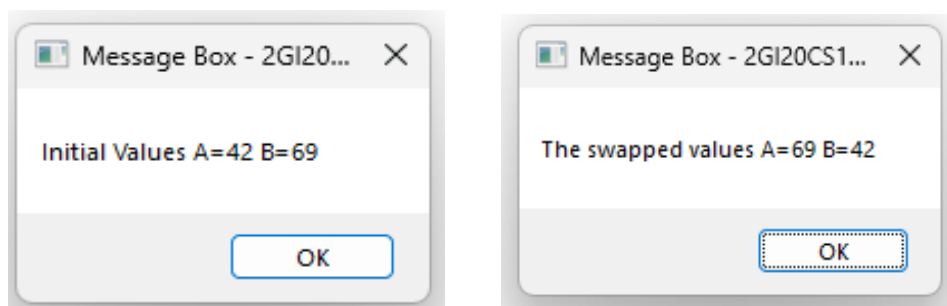 Message Box - 2GI20...
Initial Values A=42 B=69
OK
Message Box - 2GI20CS1...
The swapped values A=69 B=42
OK